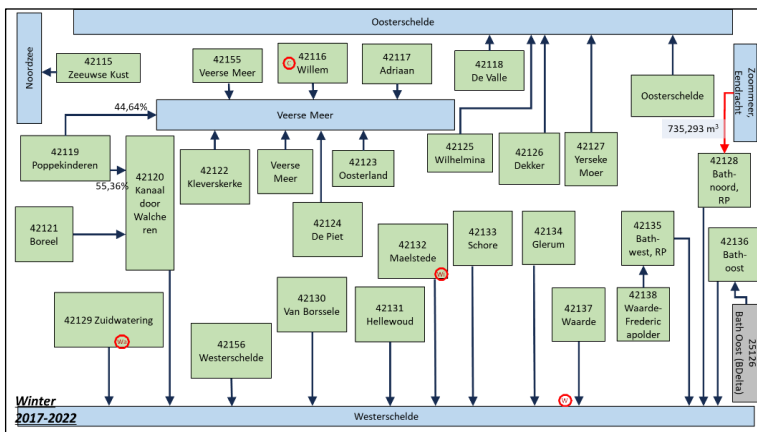 Oosterschelde
Noordzee
42115
Zeeuwse Kust
42155
Veerse Meer
C
42116
Willem
42117
Adriaan
42118
De Valle
Oosterschelde
Zoommeer,
Eendracht
735,293 m³
44,64%
Veerse Meer
42119
Poppekinderen
55,36%
42120
Kanaal
door
Walche
ren
42122
Kleverskerke
Veerse
Meer
42123
Oosterland
42125
Wilhelmina
42126
Dekker
42127
Yerseke
Moer
42128
Bath-
noord,
RP
42121
Boreel
42124
De Piet
42132
Maelstede
Wi
42133
Schore
42134
Glerum
42135
Bath-
west, RP
42136
Bath-
oost
42129 Zuidwatering
Wa
42156
Westerschelde
42130
Van Borssele
42131
Hellewoud
42137
Waarde
42138
Waarde-
Frederic
apolder
25126
Bath Oost (BDelta)
W
Winter
2017-2022
Westerschelde